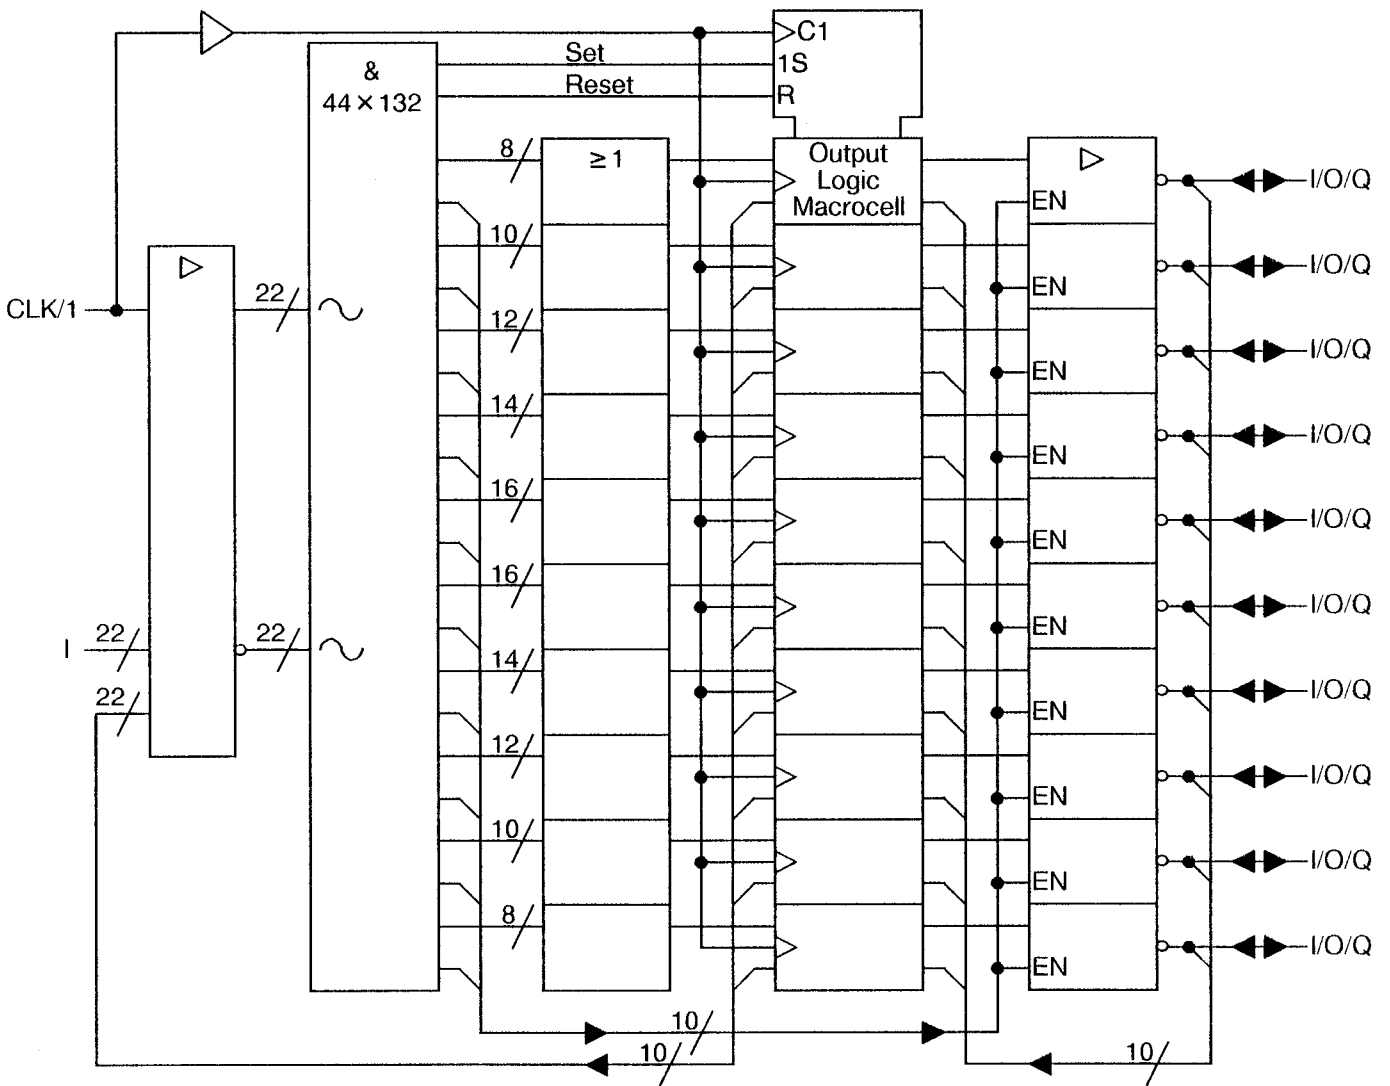 C1
Set
1S
&
Reset
44×132
R
8
≥1
Output
Logic
Macrocell
I/O/Q
EN
10
I/O/Q
EN
CLK/1
22
12
I/O/Q
EN
14
I/O/Q
EN
16
I/O/Q
EN
16
I/O/Q
EN
I
22
22
14
22
I/O/Q
EN
12
I/O/Q
EN
10
I/O/Q
EN
8
I/O/Q
EN
10
10
10